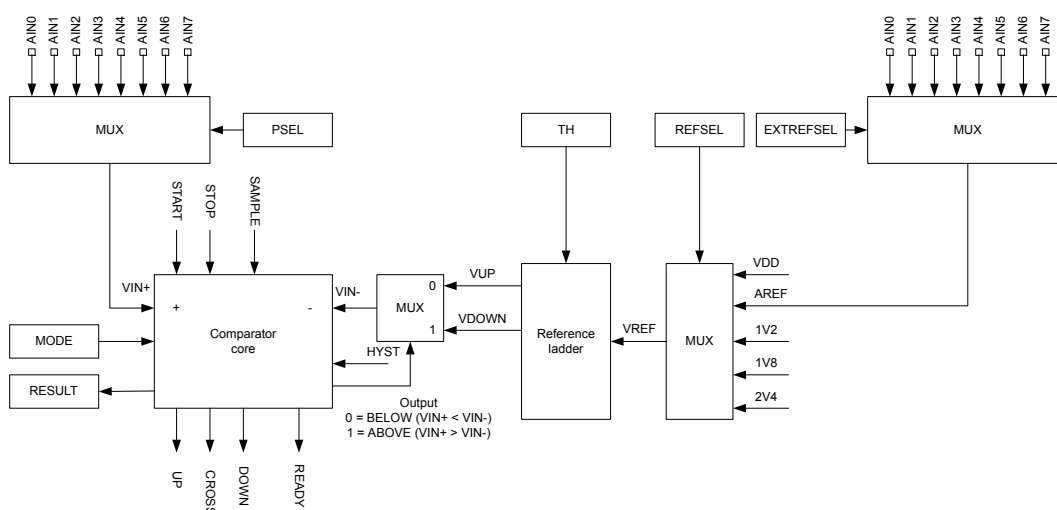 AIN0
AIN1
AIN2
AIN3
AIN4
AIN5
AIN6
AIN7
AIN0
AIN1
AIN2
AIN3
AIN4
AIN5
AIN6
AIN7
MUX
PSEL
TH
REFSEL
EXTREFSEL
MUX
START
STOP
SAMPLE
VIN+
+
VIN-
-
Comparator
core
MODE
RESULT
HYST
MUX
0
1
VUP
VDOWN
Reference
ladder
VREF
MUX
VDD
AREF
1V2
1V8
2V4
Output
0 = BELOW (VIN+ < VIN-)
1 = ABOVE (VIN+ > VIN-)
UP
CROSS
DOWN
READY